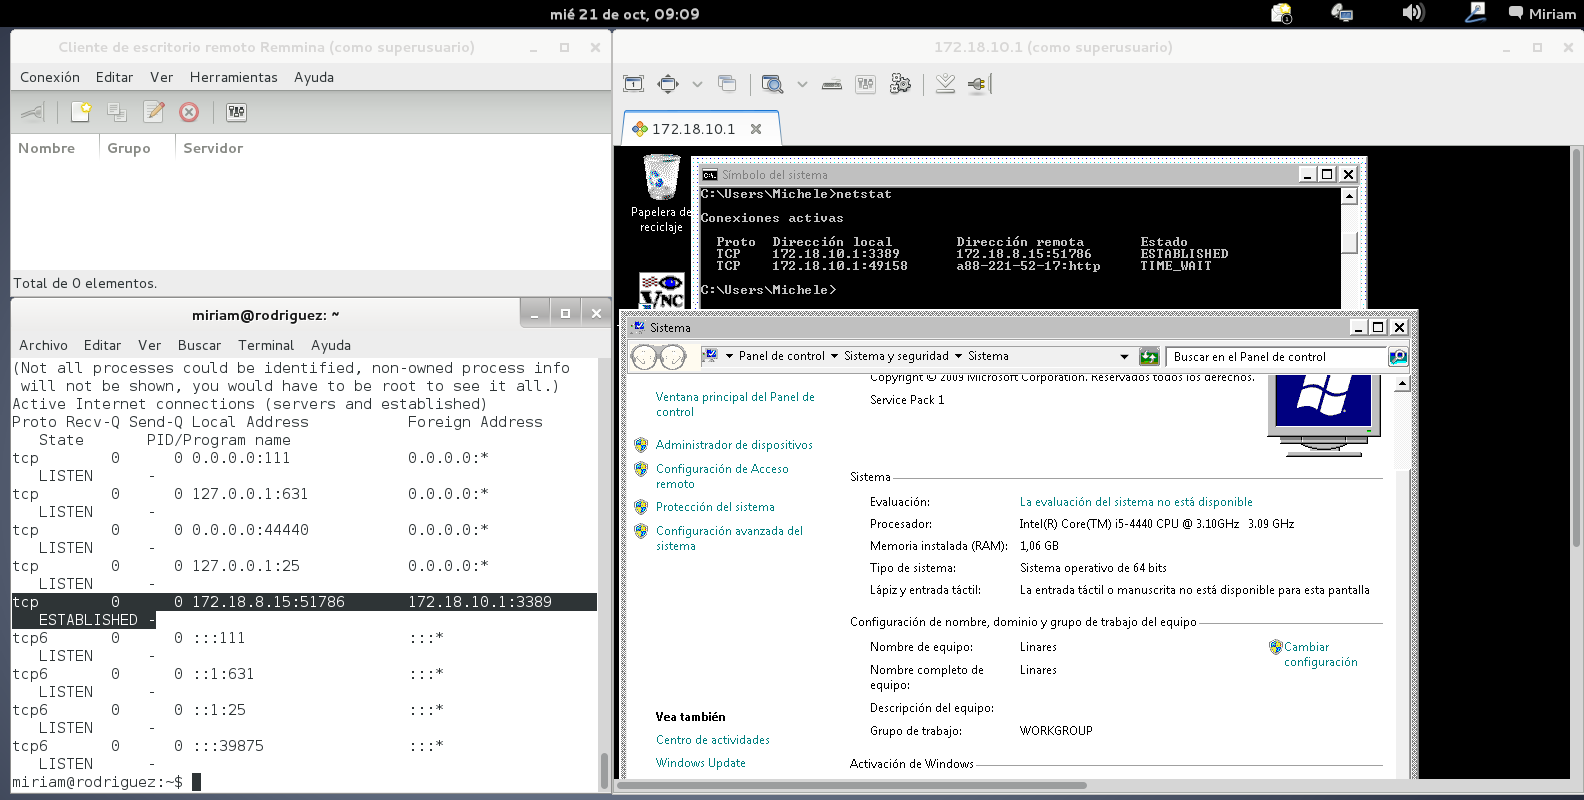 mié 21 de oct, 09:09
1
Miriam
Cliente de escritorio remoto Remmina (como superusuario)
Conexión Editar Ver Herramientas Ayuda
Nombre Grupo Servidor
Total de 0 elementos.
miriam@rodriguez: ~
Archivo Editar Ver Buscar Terminal Ayuda
(Not all processes could be identified, non-owned process info
will not be shown, you would have to be root to see it all.)
Active Internet connections (servers and established)
Proto Recv-Q Send-Q Local Address Foreign Address
State PID/Program name
tcp 0 0 0.0.0.0:111 0.0.0.0:*
LISTEN -
tcp 0 0 127.0.0.1:631 0.0.0.0:*
LISTEN -
tcp 0 0 0.0.0.0:44440 0.0.0.0:*
LISTEN -
tcp 0 0 127.0.0.1:25 0.0.0.0:*
LISTEN -
tcp 0 0 172.18.8.15:51786 172.18.10.1:3389
ESTABLISHED -
tcp6 0 0 :::111 :::*
LISTEN -
tcp6 0 0 ::1:631 :::*
LISTEN -
tcp6 0 0 ::1:25 :::*
LISTEN -
tcp6 0 0 :::39875 :::*
LISTEN -
miriam@rodriguez:~$
172.18.10.1 (como superusuario)
172.18.10.1
Papelera de
reciclaje
VNC
Símbolo del sistema
C:\Users\Michele>netstat
Conexiones activas
Proto Dirección local Dirección remota Estado
TCP 172.18.10.1:3389 172.18.8.15:51786 ESTABLISHED
TCP 172.18.10.1:49158 a88-221-52-17:http TIME_WAIT
C:\Users\Michele>
Sistema
Panel de control Sistema y seguridad Sistema
Buscar en el Panel de control
Ventana principal del Panel de
control
Administrador de dispositivos
Configuración de Acceso
remoto
Protección del sistema
Configuración avanzada del
sistema
Vea también
Centro de actividades
Windows Update
Copyright © 2009 Microsoft Corporation. Reservados todos los derechos.
Service Pack 1
Sistema
Evaluación: La evaluación del sistema no está disponible
Procesador: Intel(R) Core(TM) i5-4440 CPU @ 3.10GHz 3.09 GHz
Memoria instalada (RAM): 1,06 GB
Tipo de sistema: Sistema operativo de 64 bits
Lápiz y entrada táctil: La entrada táctil o manuscrita no está disponible para esta pantalla
Configuración de nombre, dominio y grupo de trabajo del equipo
Nombre de equipo: Linares
Cambiar
configuración
Nombre completo de
equipo: Linares
Descripción del equipo:
Grupo de trabajo: WORKGROUP
Activación de Windows